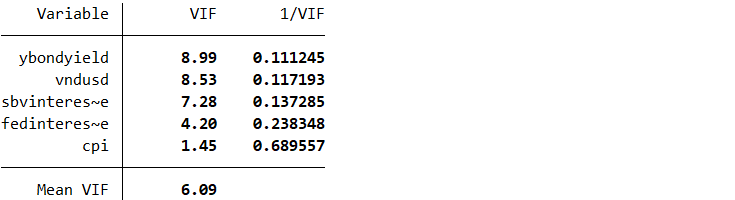 Variable VIF 1/VIF
ybondyield 8.99 0.111245
vndusd 8.53 0.117193
sbvinteres~e 7.28 0.137285
fedinteres~e 4.20 0.238348
cpi 1.45 0.689557
Mean VIF 6.09